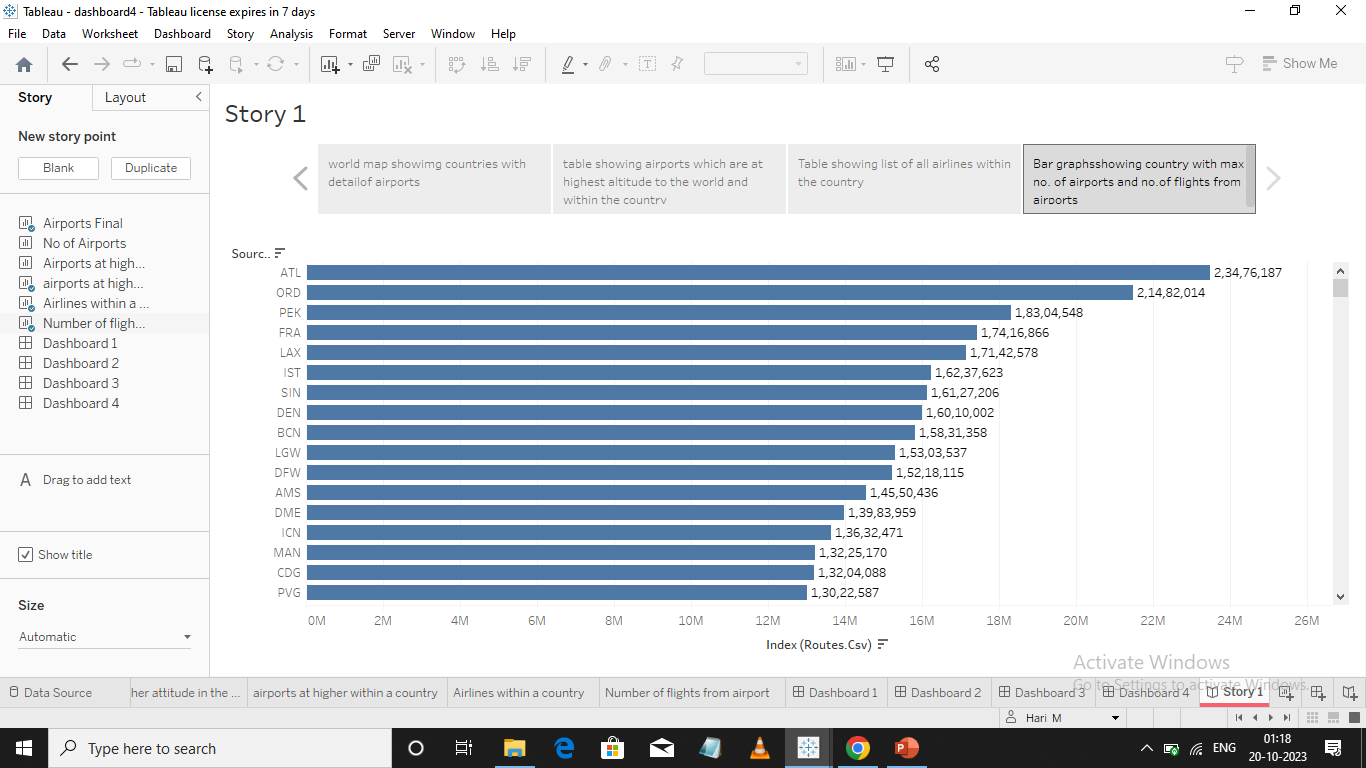 Tableau - dashboard4 - Tableau license expires in 7 days
File Data Worksheet Dashboard Story Analysis Format Server Window Help
Show Me
Story Layout
New story point
Blank Duplicate
Airports Final
No of Airports
Airports at high...
airports at high...
Airlines within a ...
Number of fligh...
Dashboard 1
Dashboard 2
Dashboard 3
Dashboard 4
A Drag to add text
Show title
Size
Automatic
Story 1
world map showimg countries with
detailof airports
table showing airports which are at
highest altitude to the world and
within the country
Table showing list of all airlines within
the country
Bar graphsshowing country with max
no. of airports and no.of flights from
airports
Sourc..
ATL 2,34,76,187
ORD 2,14,82,014
PEK 1,83,04,548
FRA 1,74,16,866
LAX 1,71,42,578
IST 1,62,37,623
SIN 1,61,27,206
DEN 1,60,10,002
BCN 1,58,31,358
LGW 1,53,03,537
DFW 1,52,18,115
AMS 1,45,50,436
DME 1,39,83,959
ICN 1,36,32,471
MAN 1,32,25,170
CDG 1,32,04,088
PVG 1,30,22,587
0M 2M 4M 6M 8M 10M 12M 14M 16M 18M 20M 22M 24M 26M
Index (Routes.Csv)
Activate Windows
Go to Settings to activate Windows.
Data Source her attitude in the ... airports at higher within a country Airlines within a country Number of flights from airport Dashboard 1 Dashboard 2 Dashboard 3 Dashboard 4 Story 1
Hari M
Type here to search
ENG
01:18
20-10-2023